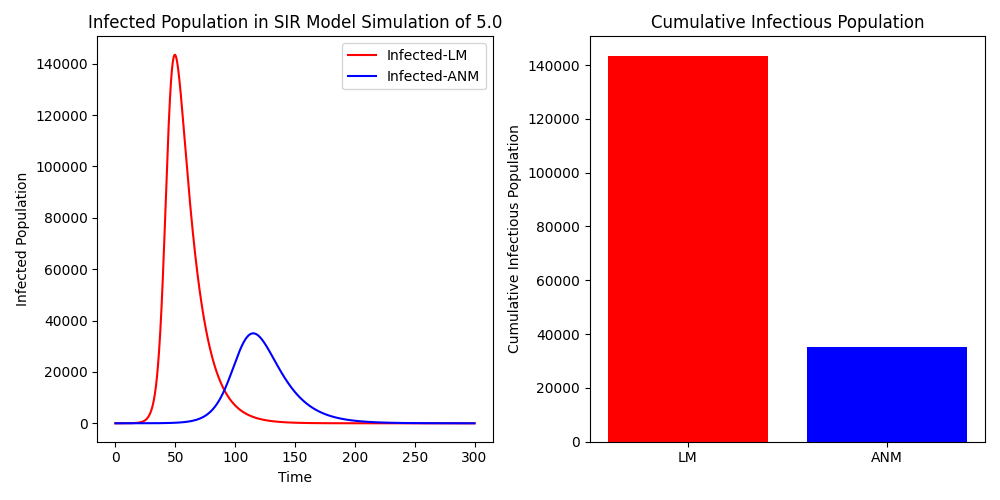 Infected Population in SIR Model Simulation of 5.0
Infected Population
140000
120000
100000
80000
60000
40000
20000
0
0 50 100 150 200 250 300
Time
Infected-LM
Infected-ANM
Cumulative Infectious Population
Cumulative Infectious Population
140000
120000
100000
80000
60000
40000
20000
0
LM ANM